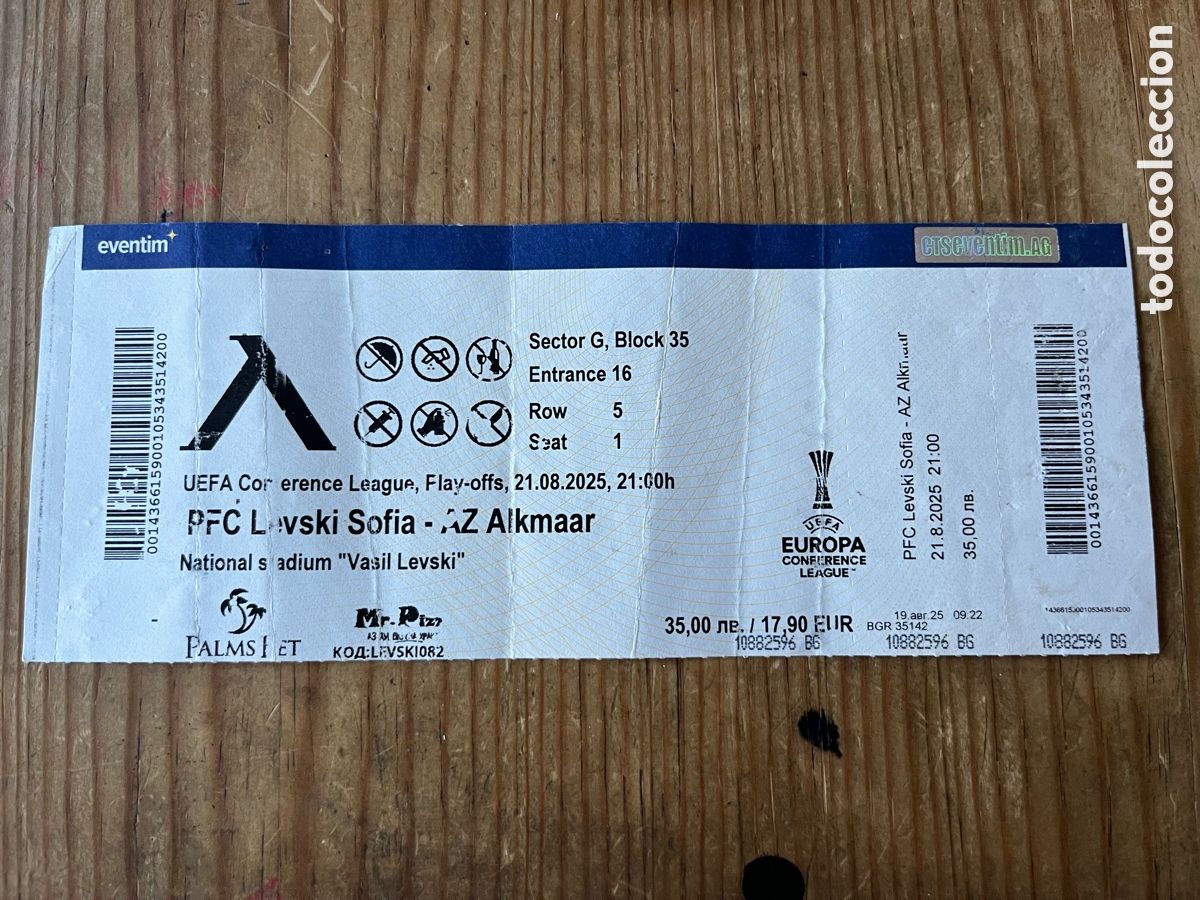 eventim
ctseventim.AG
todocoleccion
001436615900105343514200
Sector G, Block 35
Entrance 16
Row 5
Seat 1
UEFA Conference League, Play-offs, 21.08.2025, 21:00h
PFC Levski Sofia - AZ Alkmaar
National stadium "Vasil Levski"
PALMS BET
Mr. Pizz
КОД:LEVSKI082
UEFA
EUROPA
CONFERENCE
LEAGUE
35,00 лв. / 17,90 EUR
19.авг.25 09:22
BGR 35142
10882596 BG
10882596 BG
10882596 BG
PFC Levski Sofia - AZ Alkmaar
21.8.2025 21:00
35,00 лв.
001436615900105343514200